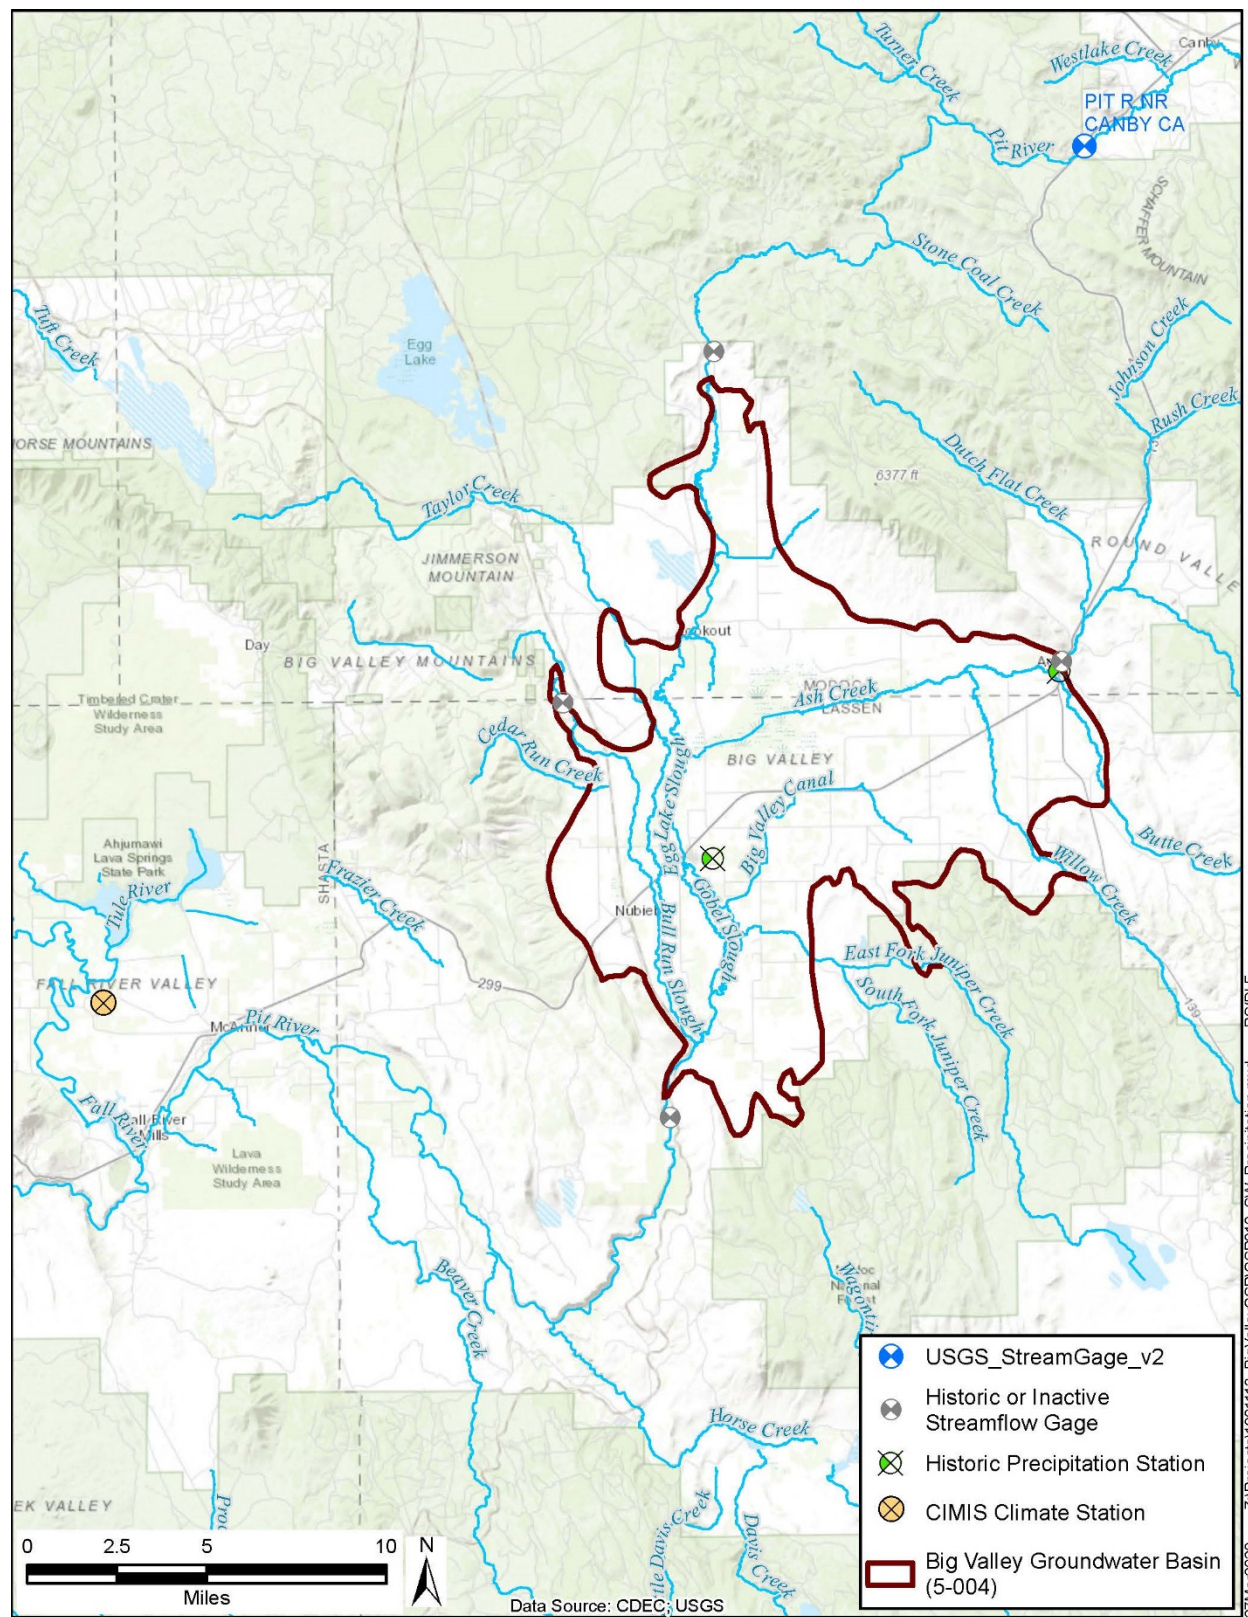 Turner Creek
Westlake Creek
PIT R NR
CANBY CA
Pit River
SCHAFFER MOUNTAIN
Stone Coal Creek
Tuft Creek
Egg
Lake
Johnson Creek
Rush Creek
ORSE MOUNTAINS
Dutch Flat Creek
6377 ft
Taylor Creek
JIMMERSON
MOUNTAIN
ROUND VALLE
Day
BIG VALLEY MOUNTAINS
ookout
Timbered Crater
Wilderness
Study Area
Ash Creek
LASSEN
Cedar Run Creek
BIG VALLEY
Egg Lake Slough
Big Valley Canal
Ahjumawi
Lava Springs
State Park
Tule River
SHASTA
Frazier Creek
Butte Creek
Willow Creek
Gobel Slough
Bull Run Slough
East Fork Juniper Creek
South Fork Juniper Creek
FALL RIVER VALLEY
299
139
Pit River
Fall River
Mills
Lava
Wilderness
Study Area
Beaver Creek
Horse Creek
Davis Creek
EK VALLEY
0 2.5 5 10
Miles
N
Data Source: CDEC; USGS
USGS_StreamGage_v2
Historic or Inactive
Streamflow Gage
Historic Precipitation Station
CIMIS Climate Station
Big Valley Groundwater Basin
(5-004)